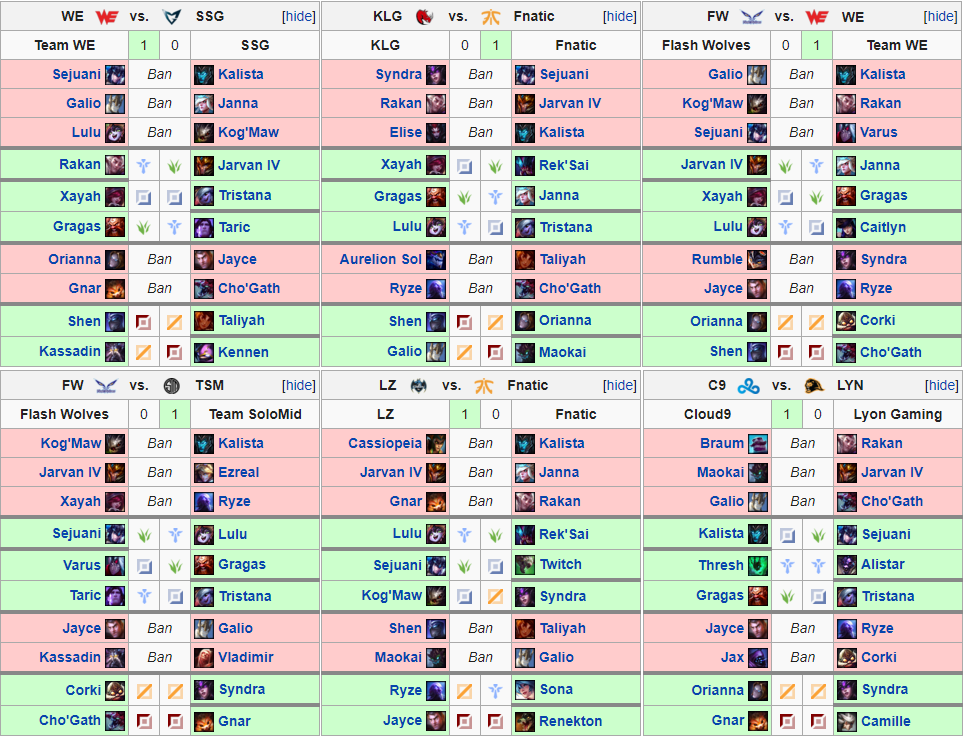 WE vs. SSG [hide]
Team WE 1 0 SSG
Sejuani Ban Kalista
Galio Ban Janna
Lulu Ban Kog'Maw
Rakan Jarvan IV
Xayah Tristana
Gragas Taric
Orianna Ban Jayce
Gnar Ban Cho'Gath
Shen Taliyah
Kassadin Kennen
KLG vs. Fnatic [hide]
KLG 0 1 Fnatic
Syndra Ban Sejuani
Rakan Ban Jarvan IV
Elise Ban Kalista
Xayah Rek'Sai
Gragas Janna
Lulu Tristana
Aurelion Sol Ban Taliyah
Ryze Ban Cho'Gath
Shen Orianna
Galio Maokai
FW vs. WE [hide]
Flash Wolves 0 1 Team WE
Galio Ban Kalista
Kog'Maw Ban Rakan
Sejuani Ban Varus
Jarvan IV Janna
Xayah Gragas
Lulu Caitlyn
Rumble Ban Syndra
Jayce Ban Ryze
Orianna Corki
Shen Cho'Gath
FW vs. TSM [hide]
Flash Wolves 0 1 Team SoloMid
Kog'Maw Ban Kalista
Jarvan IV Ban Ezreal
Xayah Ban Ryze
Sejuani Lulu
Varus Gragas
Taric Tristana
Jayce Ban Galio
Kassadin Ban Vladimir
Corki Syndra
Cho'Gath Gnar
LZ vs. Fnatic [hide]
LZ 1 0 Fnatic
Cassiopeia Ban Kalista
Jarvan IV Ban Janna
Gnar Ban Rakan
Lulu Rek'Sai
Sejuani Twitch
Kog'Maw Syndra
Shen Ban Taliyah
Maokai Ban Galio
Ryze Sona
Jayce Renekton
C9 vs. LYN [hide]
Cloud9 1 0 Lyon Gaming
Braum Ban Rakan
Maokai Ban Jarvan IV
Galio Ban Cho'Gath
Kalista Sejuani
Thresh Alistar
Gragas Tristana
Jayce Ban Ryze
Jax Ban Corki
Orianna Syndra
Gnar Camille